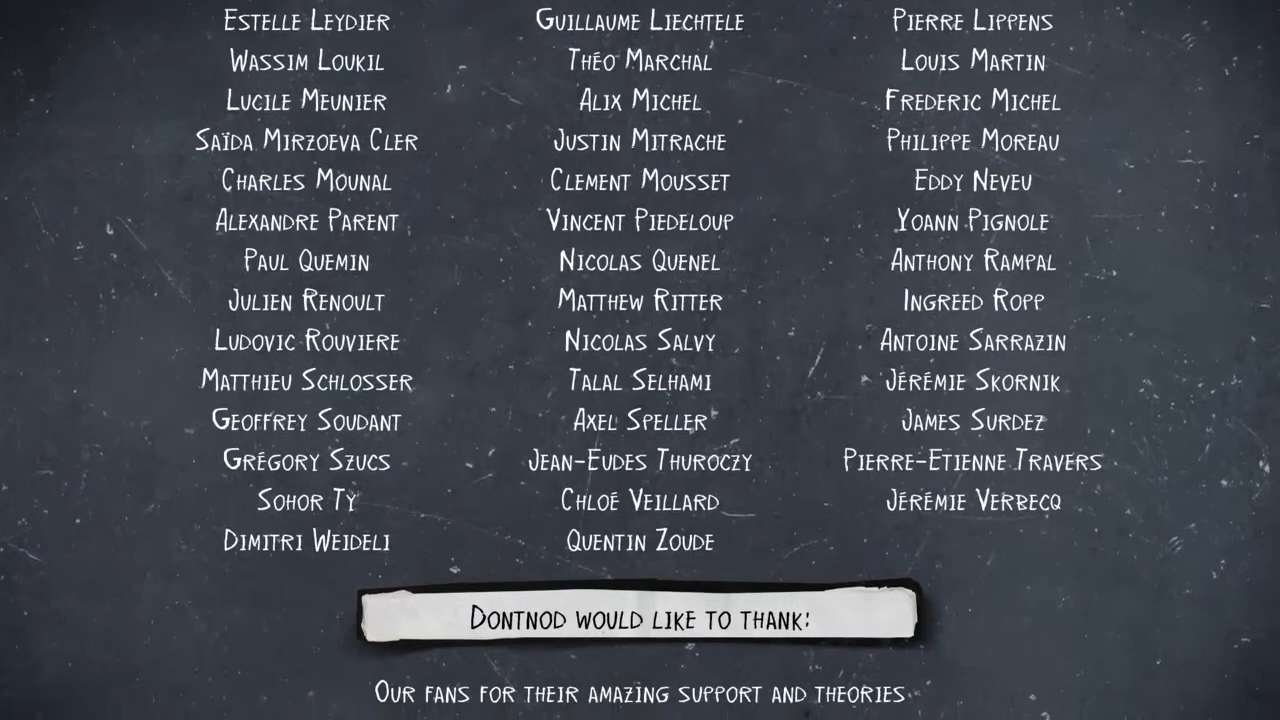 Estelle Leydier Guillaume Liechtele Pierre Lippens
Wassim Loukil Théo Marchal Louis Martin
Lucile Meunier Alix Michel Frederic Michel
Saïda Mirzoeva Cler Justin Mitrache Philippe Moreau
Charles Mounal Clement Mousset Eddy Neveu
Alexandre Parent Vincent Piedeloup Yoann Pignole
Paul Quemin Nicolas Quenel Anthony Rampal
Julien Renoult Matthew Ritter Ingreed Ropp
Ludovic Rouviere Nicolas Salvy Antoine Sarrazin
Matthieu Schlosser Talal Selhami Jérémie Skornik
Geoffrey Soudant Axel Speller James Surdez
Grégory Szucs Jean-Eudes Thuroczy Pierre-Etienne Travers
Sohor Ty Chloé Veillard Jérémie Verbecq
Dimitri Weideli Quentin Zoude
Dontnod would like to thank:
Our fans for their amazing support and theories